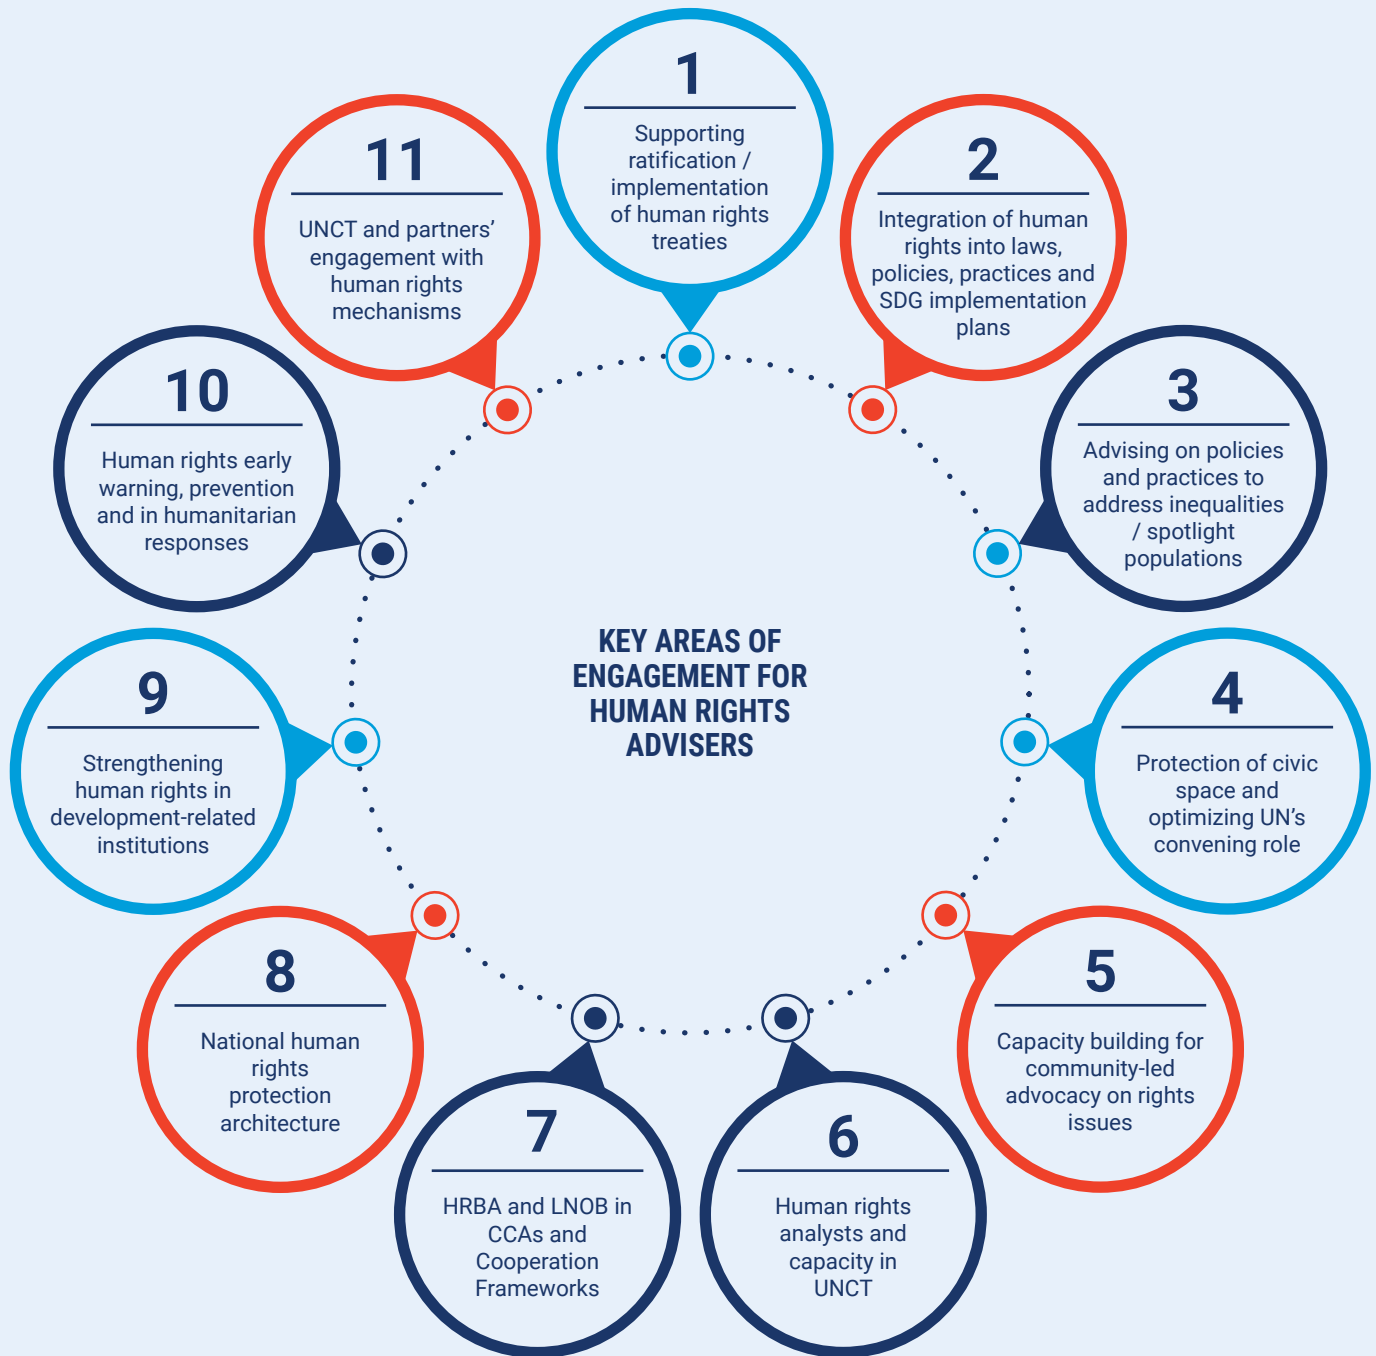 1
Supporting
ratification /
implementation
of human rights
treaties
2
Integration of human
rights into laws,
policies, practices and
SDG implementation
plans
3
Advising on policies
and practices to
address inequalities
/ spotlight
populations
4
Protection of civic
space and
optimizing UN’s
convening role
5
Capacity building for
community-led
advocacy on rights
issues
6
Human rights
analysts and
capacity in
UNCT
7
HRBA and LNOB in
CCAs and
Cooperation
Frameworks
8
National human
rights
protection
architecture
9
Strengthening
human rights in
development-related
institutions
10
Human rights early
warning, prevention
and in humanitarian
responses
11
UNCT and partners’
engagement with
human rights
mechanisms
KEY AREAS OF
ENGAGEMENT FOR
HUMAN RIGHTS
ADVISERS